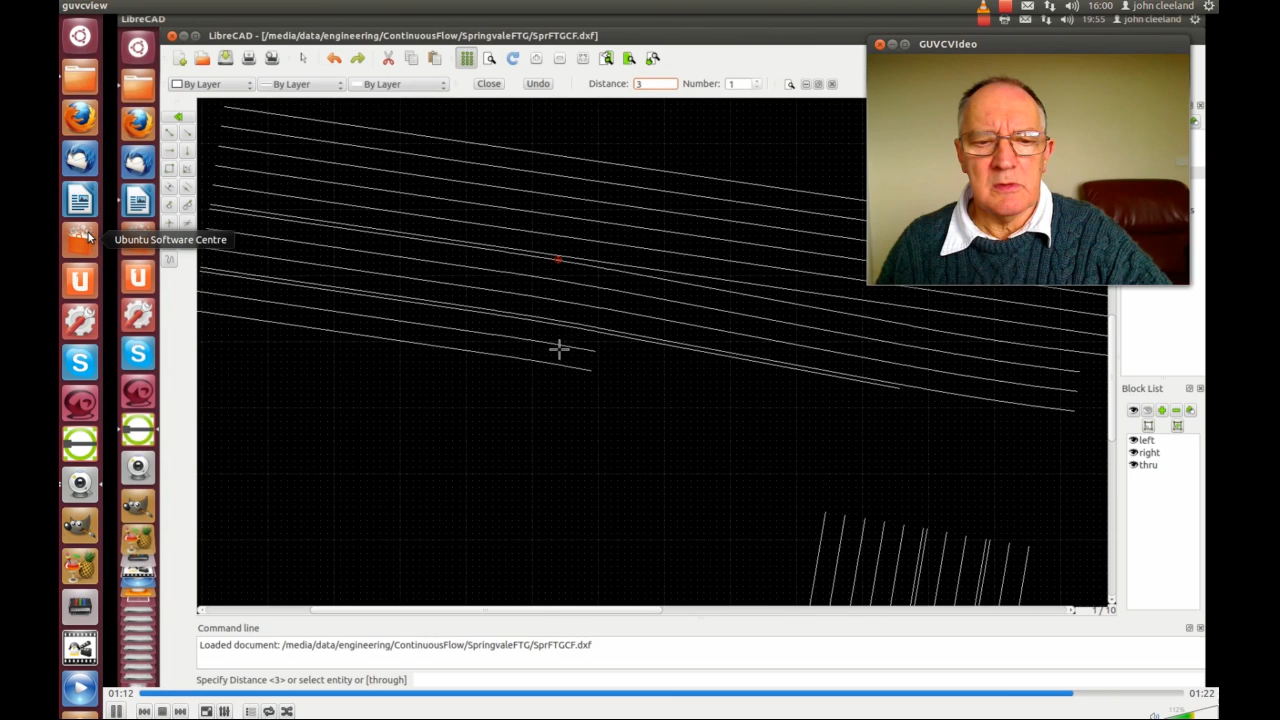 guvcview
16:00 john cleeland
LibreCAD
19:55 john cleeland
LibreCAD - [/media/data/engineering/ContinuousFlow/SpringvaleFTG/SprFTGCF.dxf]
GUVCVIdeo
By Layer By Layer By Layer Close Undo Distance: 3 Number: 1
Ubuntu Software Centre
Block List
left
right
thru
1 / 10
Command line
Loaded document: /media/data/engineering/ContinuousFlow/SpringvaleFTG/SprFTGCF.dxf
Specify Distance <3> or select entity or [through]
01:12 01:22
112%